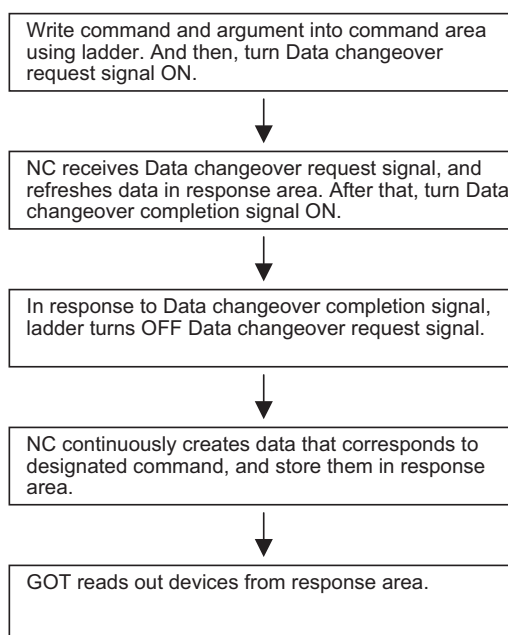 Write command and argument into command area
using ladder. And then, turn Data changeover
request signal ON.
NC receives Data changeover request signal, and
refreshes data in response area. After that, turn Data
changeover completion signal ON.
In response to Data changeover completion signal,
ladder turns OFF Data changeover request signal.
NC continuously creates data that corresponds to
designated command, and store them in response
area.
GOT reads out devices from response area.